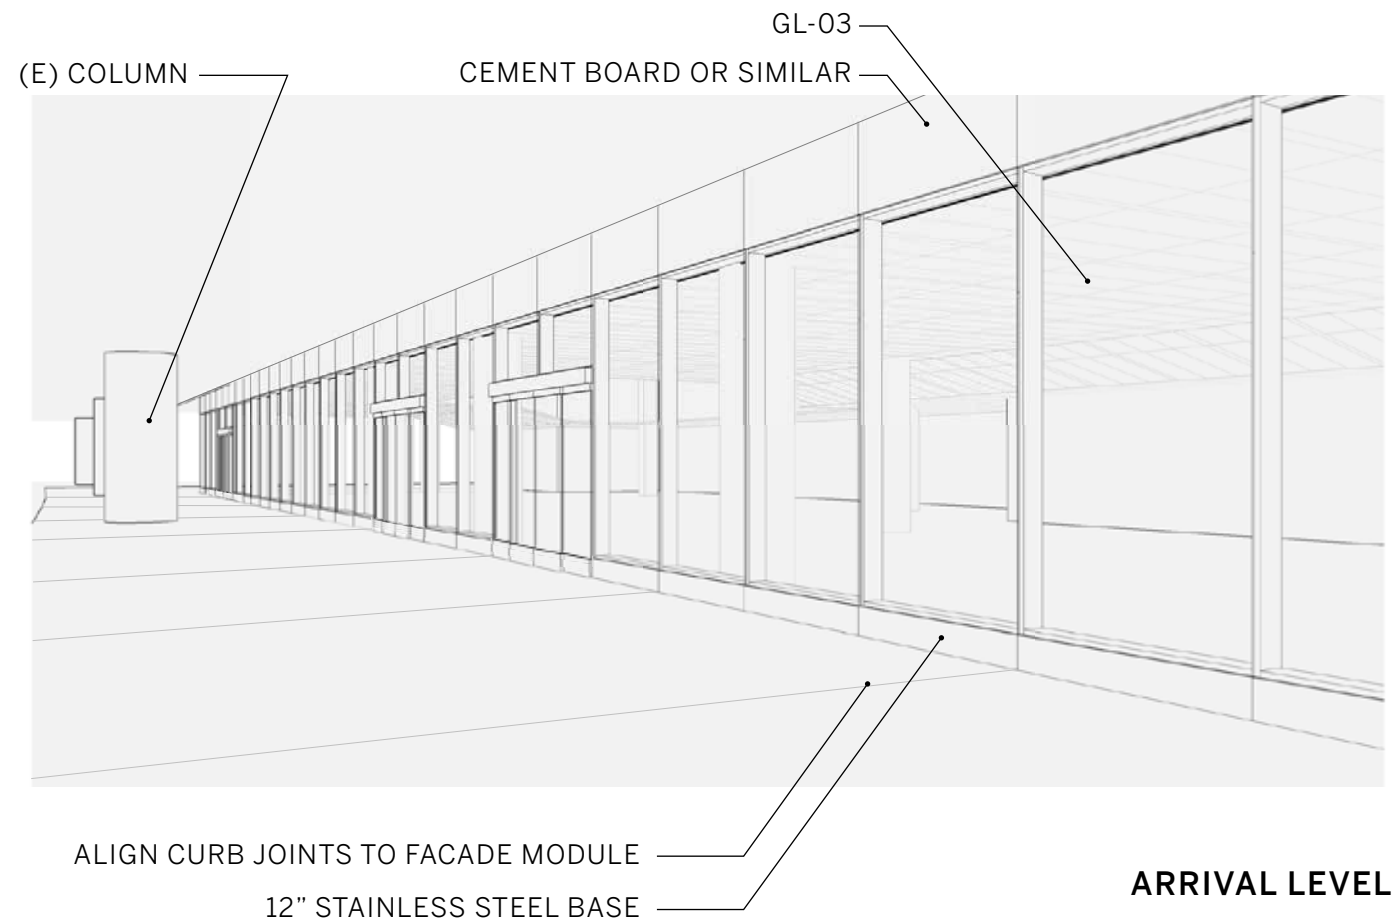 GL-03
(E) COLUMN
CEMENT BOARD OR SIMILAR
ALIGN CURB JOINTS TO FACADE MODULE
ARRIVAL LEVEL
12” STAINLESS STEEL BASE